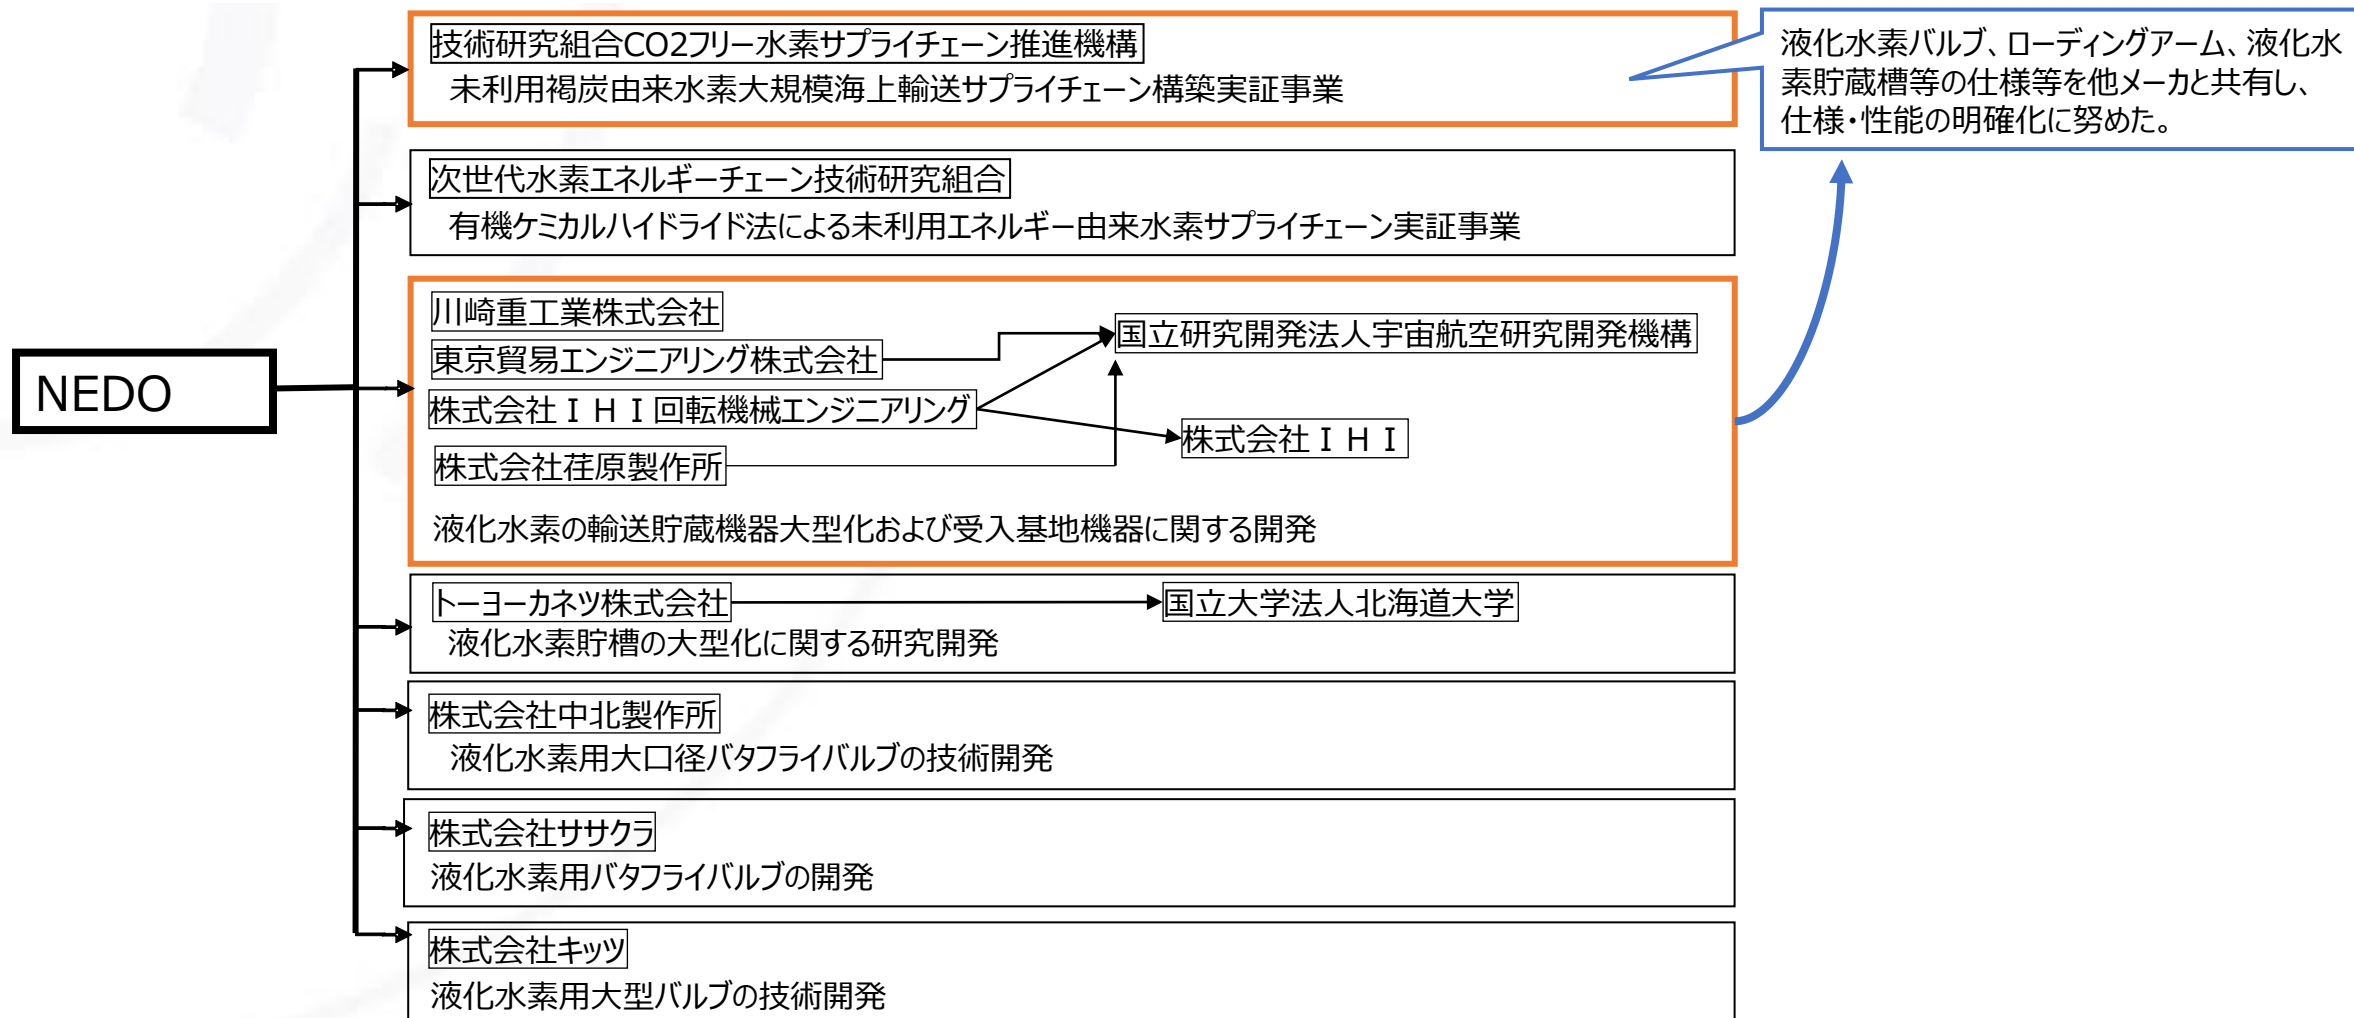 NEDO
技術研究組合CO2フリー水素サプライチェーン推進機構
未利用褐炭由来水素大規模海上輸送サプライチェーン構築実証事業
液化水素バルブ、ローディングアーム、液化水
素貯蔵槽等の仕様等を他メーカと共有し、
仕様・性能の明確化に努めた。
次世代水素エネルギーチェーン技術研究組合
有機ケミカルハイドライド法による未利用エネルギー由来水素サプライチェーン実証事業
川崎重工業株式会社
東京貿易エンジニアリング株式会社
株式会社IHI回転機械エンジニアリング
株式会社荏原製作所
国立研究開発法人宇宙航空研究開発機構
株式会社IHI
液化水素の輸送貯蔵機器大型化および受入基地機器に関する開発
トーヨーカネツ株式会社
国立大学法人北海道大学
液化水素貯槽の大型化に関する研究開発
株式会社中北製作所
液化水素用大口径バタフライバルブの技術開発
株式会社ササクラ
液化水素用バタフライバルブの開発
株式会社キッツ
液化水素用大型バルブの技術開発